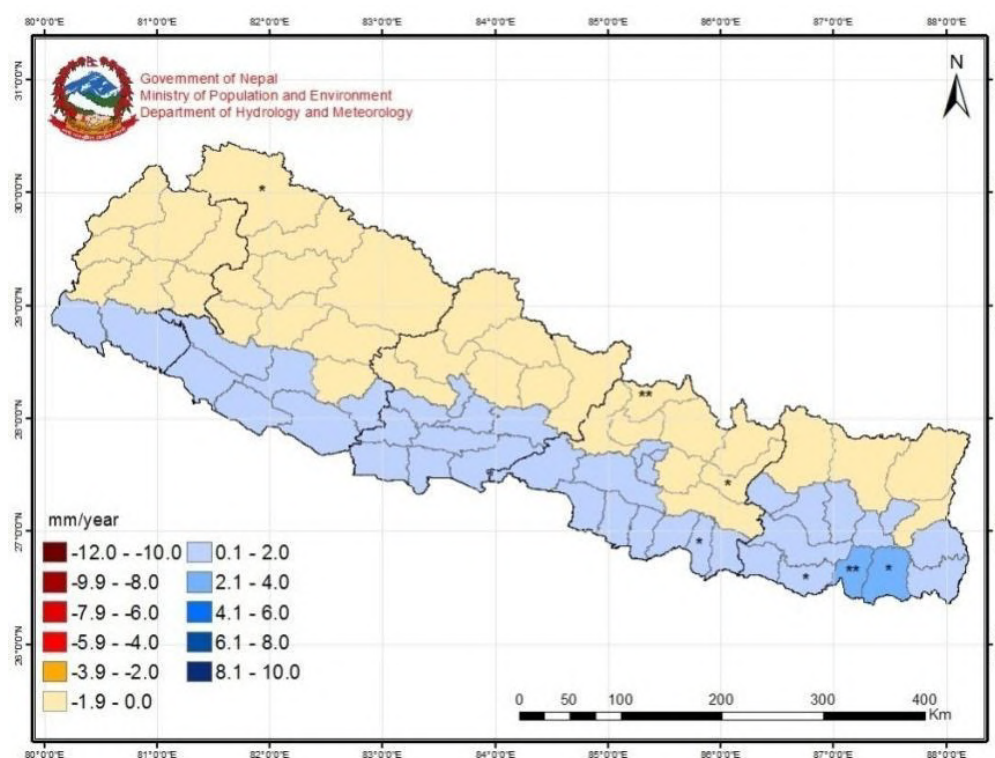 80°0'0"E 81°0'0"E 82°0'0"E 83°0'0"E 84°0'0"E 85°0'0"E 86°0'0"E 87°0'0"E 88°0'0"E
Government of Nepal
Ministry of Population and Environment
Department of Hydrology and Meteorology
N
31°0'0"N
30°0'0"N
29°0'0"N
28°0'0"N
27°0'0"N
26°0'0"N
*
**
*
*
*
**
*
mm/year
-12.0 - -10.0 0.1 - 2.0
-9.9 - -8.0 2.1 - 4.0
-7.9 - -6.0 4.1 - 6.0
-5.9 - -4.0 6.1 - 8.0
-3.9 - -2.0 8.1 - 10.0
-1.9 - 0.0
0 50 100 200 300 400
Km
80°0'0"E 81°0'0"E 82°0'0"E 83°0'0"E 84°0'0"E 85°0'0"E 86°0'0"E 87°0'0"E 88°0'0"E